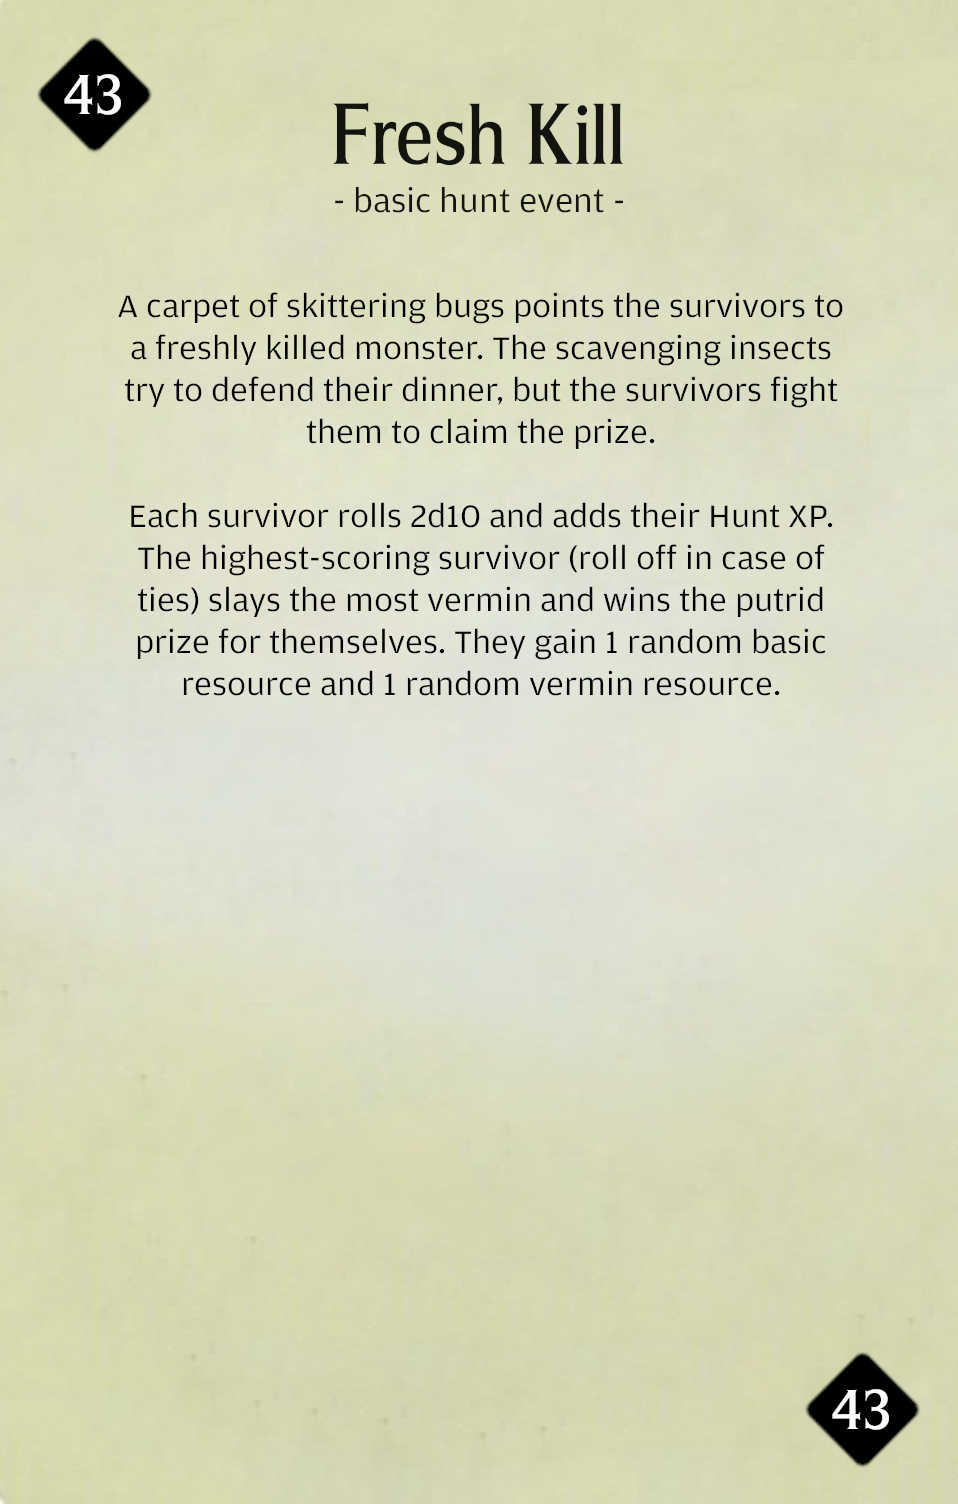 43
Fresh Kill
- basic hunt event -
A carpet of skittering bugs points the survivors to
a freshly killed monster. The scavenging insects
try to defend their dinner, but the survivors fight
them to claim the prize.
Each survivor rolls 2d10 and adds their Hunt XP.
The highest-scoring survivor (roll off in case of
ties) slays the most vermin and wins the putrid
prize for themselves. They gain 1 random basic
resource and 1 random vermin resource.
43